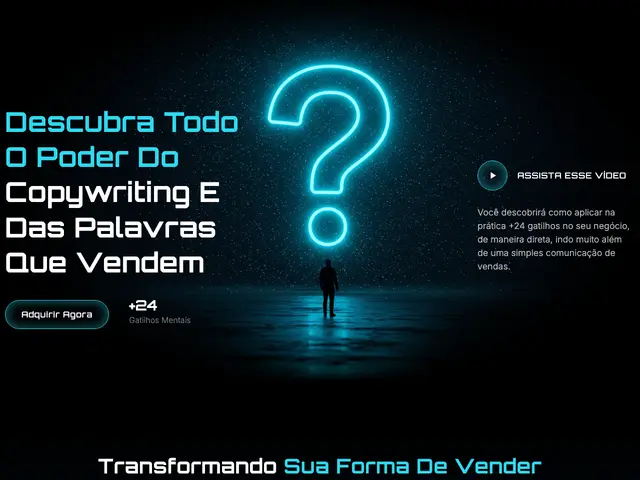 Descubra Todo
O Poder Do
Copywriting E
Das Palavras
Que Vendem
Adquirir Agora
+24
Gatilhos Mentais
ASSISTA ESSE VÍDEO
Você descobrirá como aplicar na
prática +24 gatilhos no seu negócio,
de maneira direta, indo muito além
de uma simples comunicação de
vendas.
Transformando Sua Forma De Vender